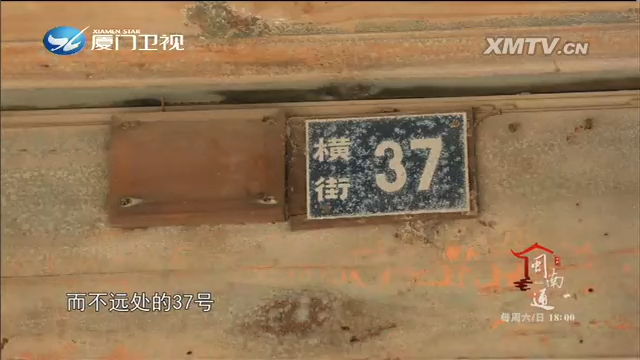 XIAMEN STAR
厦门卫视
XMTV.CN
横街 37
而不远处的37号
闽南通
每周六/日 18:00